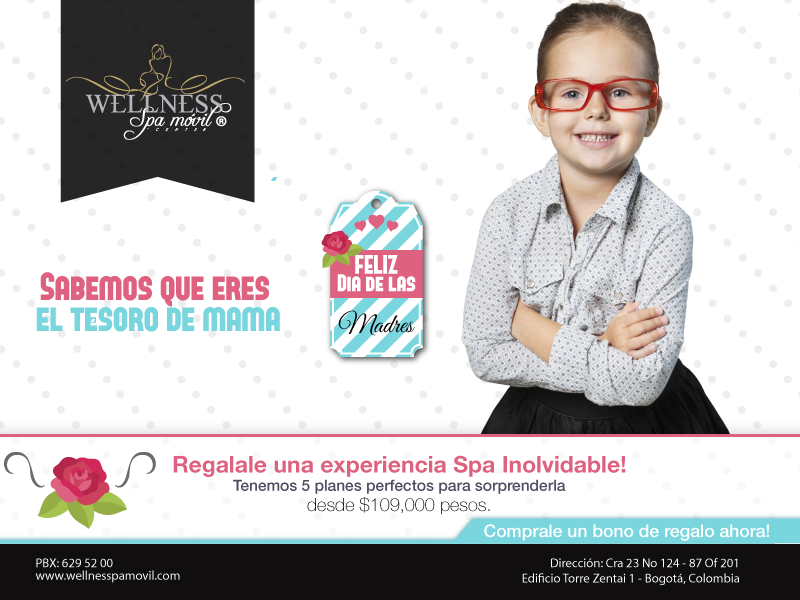 WELLNESS
Spa móvil ®
CENTER
FELIZ
DIA DE LAS
Madres
SABEMOS QUE ERES
EL TESORO DE MAMA
Regalale una experiencia Spa Inolvidable!
Tenemos 5 planes perfectos para sorprenderla
desde $109,000 pesos.
Comprale un bono de regalo ahora!
PBX: 629 52 00
www.wellnesspamovil.com
Dirección: Cra 23 No 124 - 87 Of 201
Edificio Torre Zentai 1 - Bogotá, Colombia